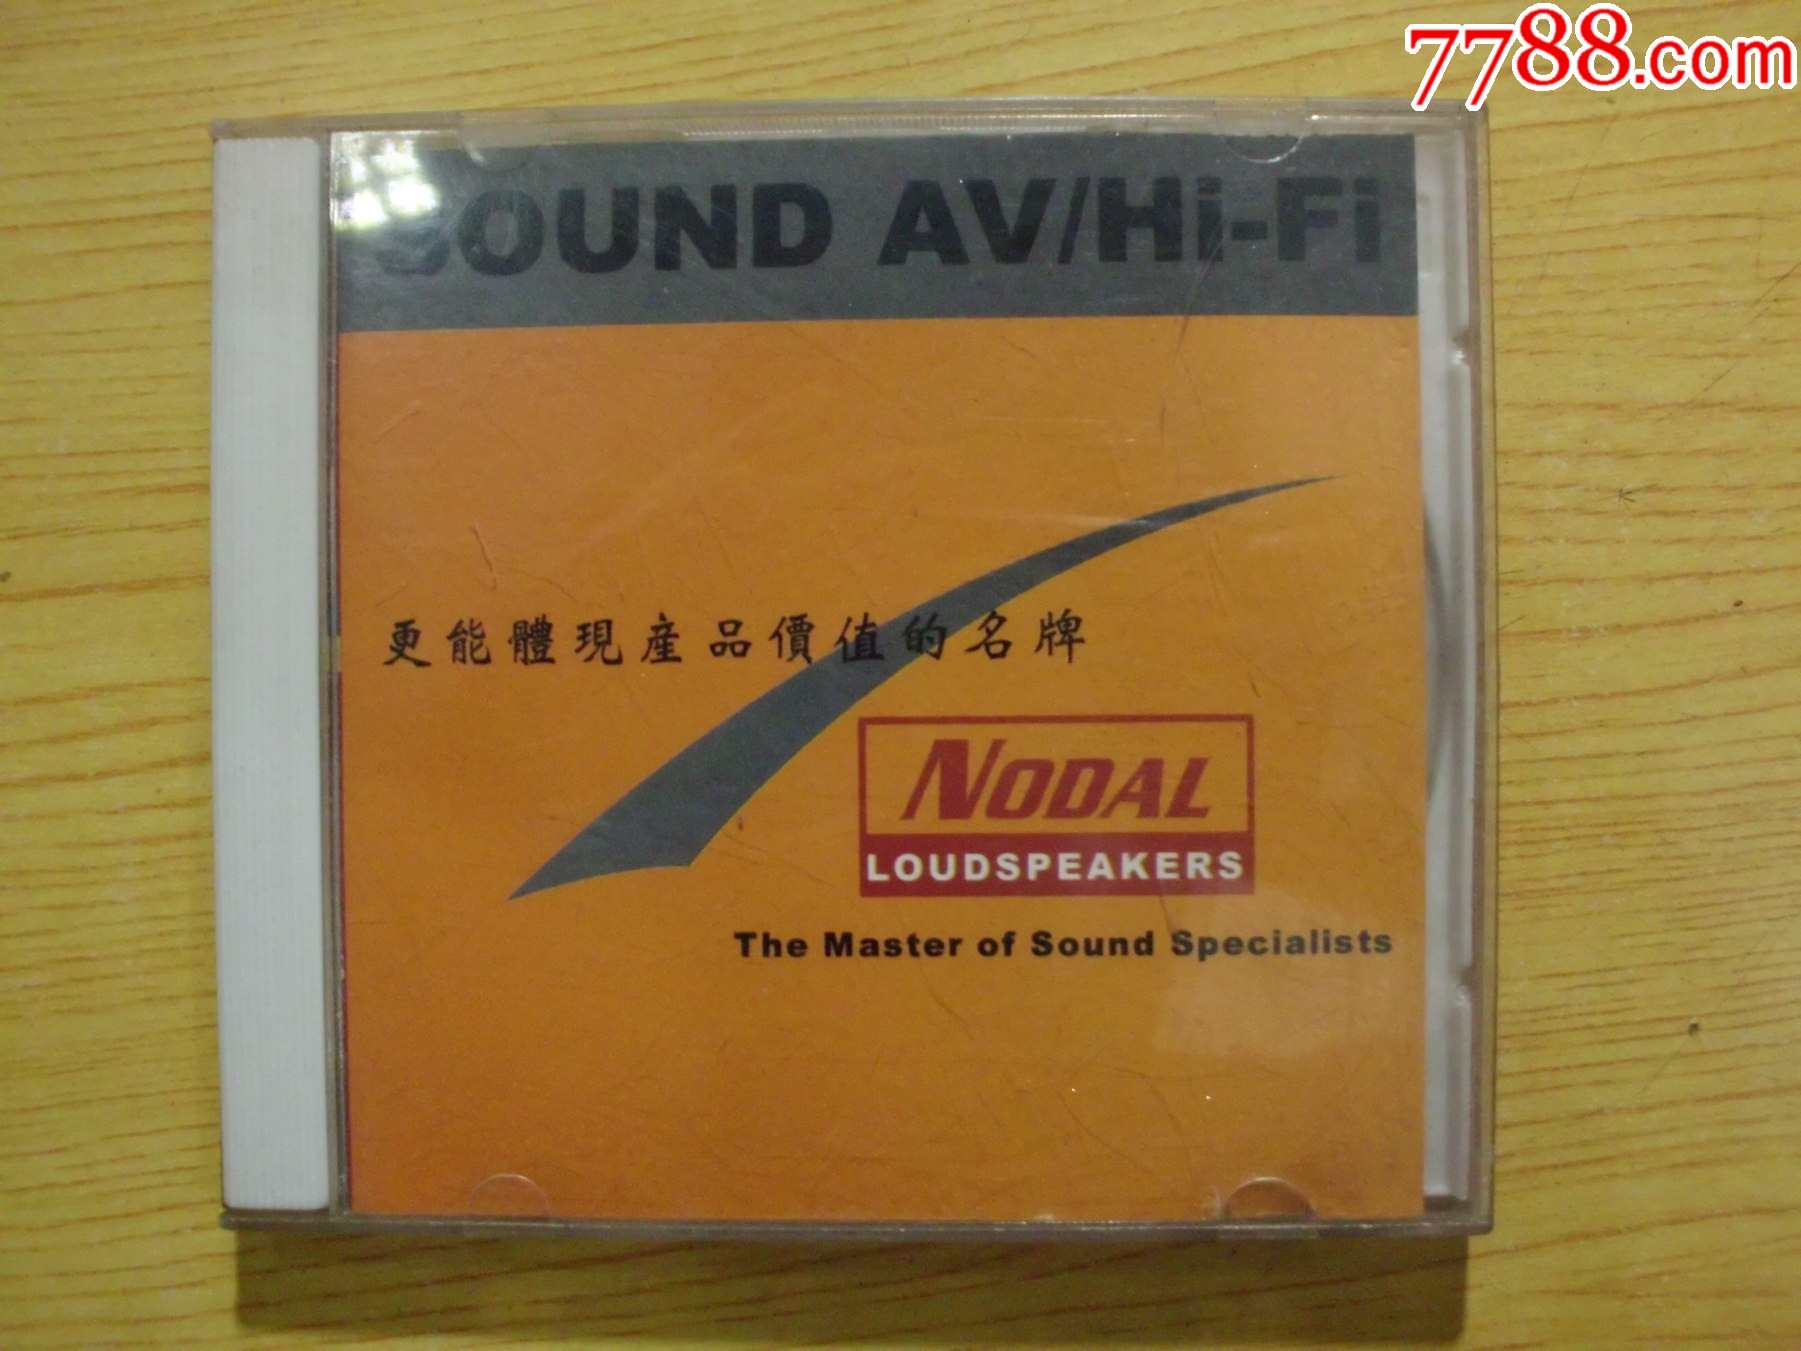 7788.com
SOUND AV/Hi-Fi
更能體現産品價值的名牌
NODAL
LOUDSPEAKERS
The Master of Sound Specialists